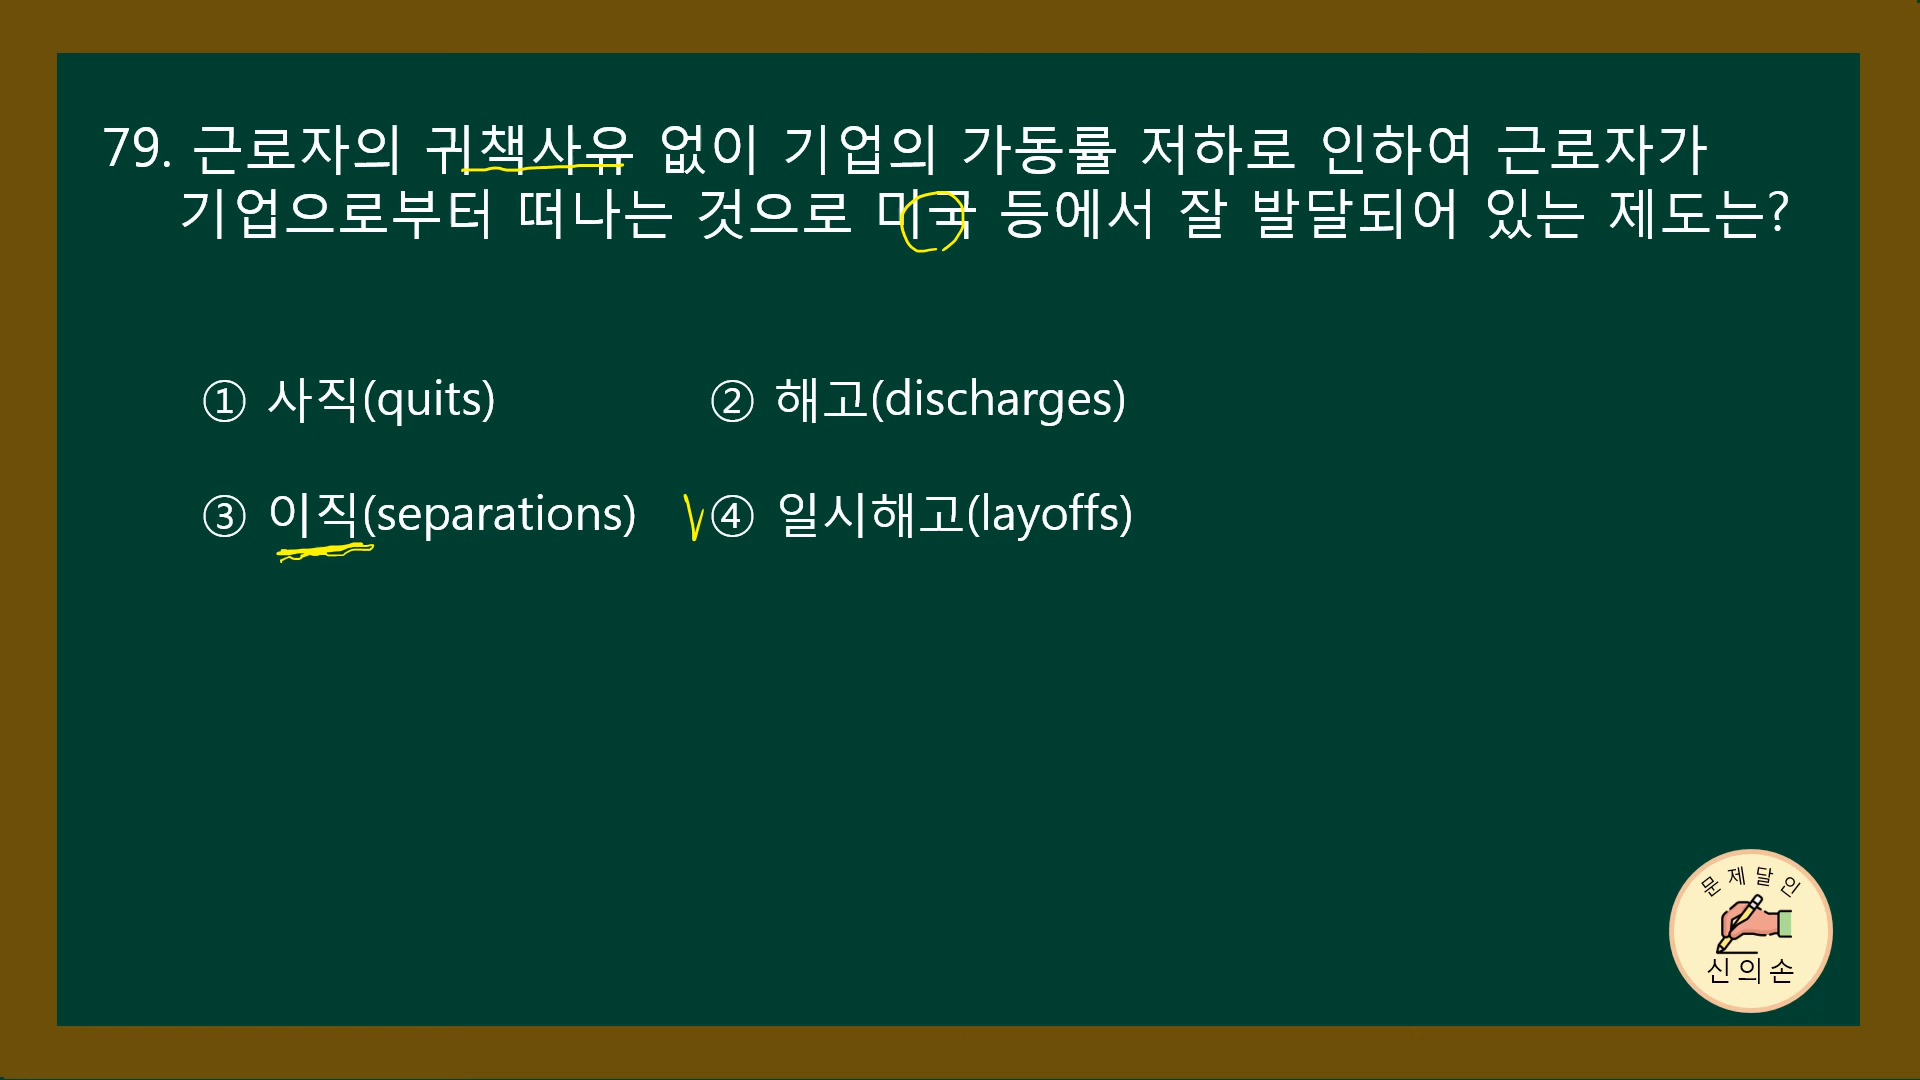 79. 근로자의 귀책사유 없이 기업의 가동률 저하로 인하여 근로자가
기업으로부터 떠나는 것으로 미국 등에서 잘 발달되어 있는 제도는?
① 사직(quits) ② 해고(discharges)
③ 이직(separations) V ④ 일시해고(layoffs)
문제달인
신의손